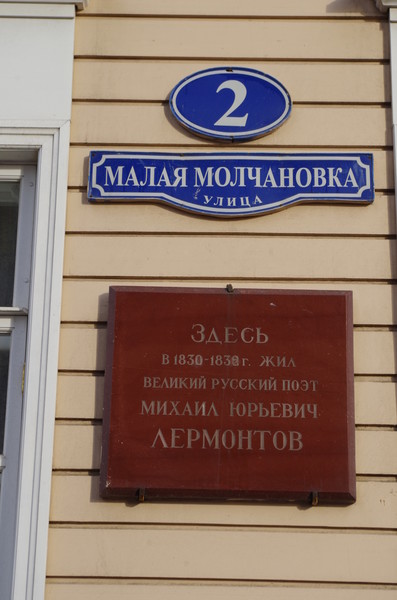 2
МАЛАЯ МОЛЧАНОВКА
УЛИЦА
ЗДЕСЬ
В 1830-1832 г. ЖИЛ
ВЕЛИКИЙ РУССКИЙ ПОЭТ
МИХАИЛ ЮРЬЕВИЧ
ЛЕРМОНТОВ